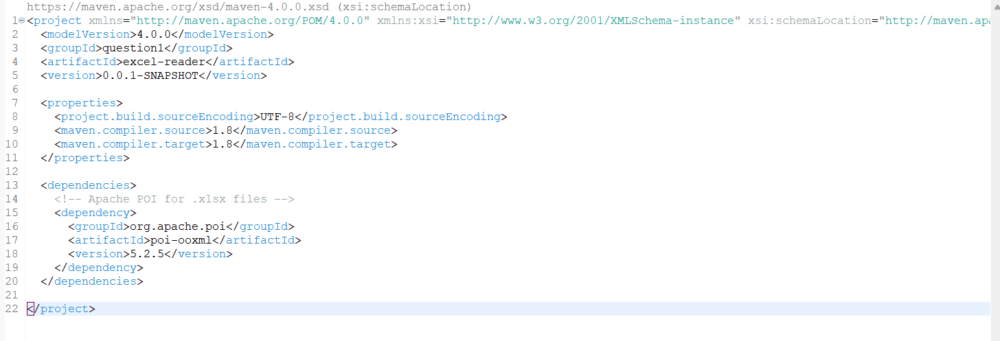 https://maven.apache.org/xsd/maven-4.0.0.xsd (xsi:schemaLocation)
1 <project xmlns="http://maven.apache.org/POM/4.0.0" xmlns:xsi="http://www.w3.org/2001/XMLSchema-instance" xsi:schemaLocation="http://maven.ap
2   <modelVersion>4.0.0</modelVersion>
3   <groupId>question1</groupId>
4   <artifactId>excel-reader</artifactId>
5   <version>0.0.1-SNAPSHOT</version>
6
7   <properties>
8     <project.build.sourceEncoding>UTF-8</project.build.sourceEncoding>
9     <maven.compiler.source>1.8</maven.compiler.source>
10     <maven.compiler.target>1.8</maven.compiler.target>
11   </properties>
12
13   <dependencies>
14     <!-- Apache POI for .xlsx files -->
15     <dependency>
16       <groupId>org.apache.poi</groupId>
17       <artifactId>poi-ooxml</artifactId>
18       <version>5.2.5</version>
19     </dependency>
20   </dependencies>
21
22 </project>